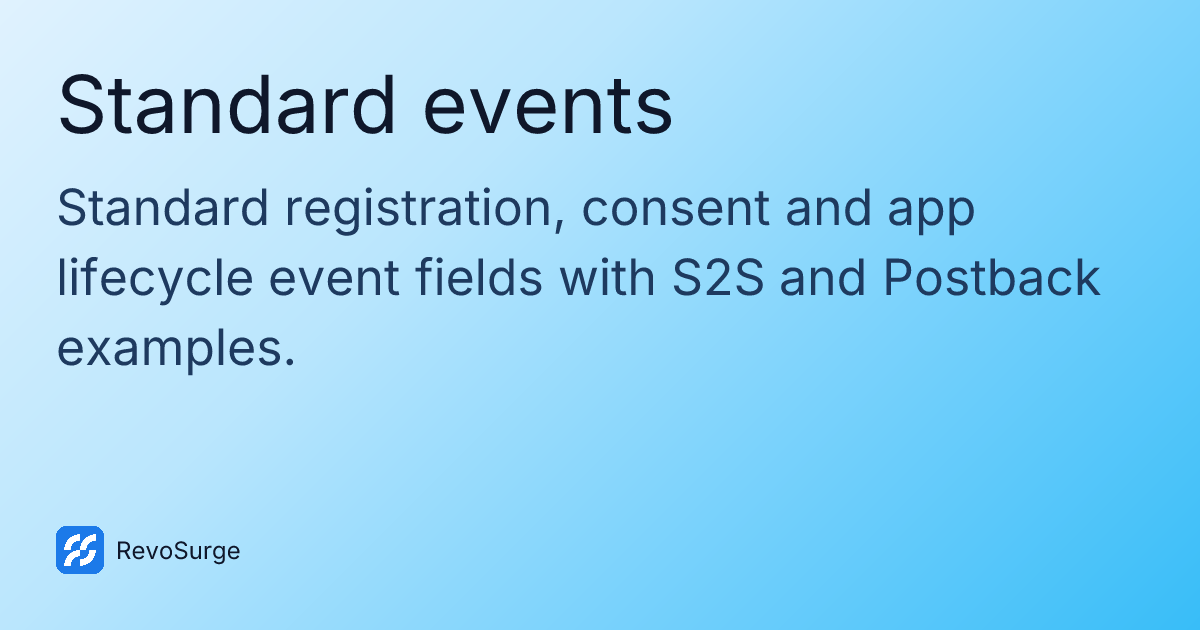 Standard events
Standard registration, consent and app
lifecycle event fields with S2S and Postback
examples.
RevoSurge